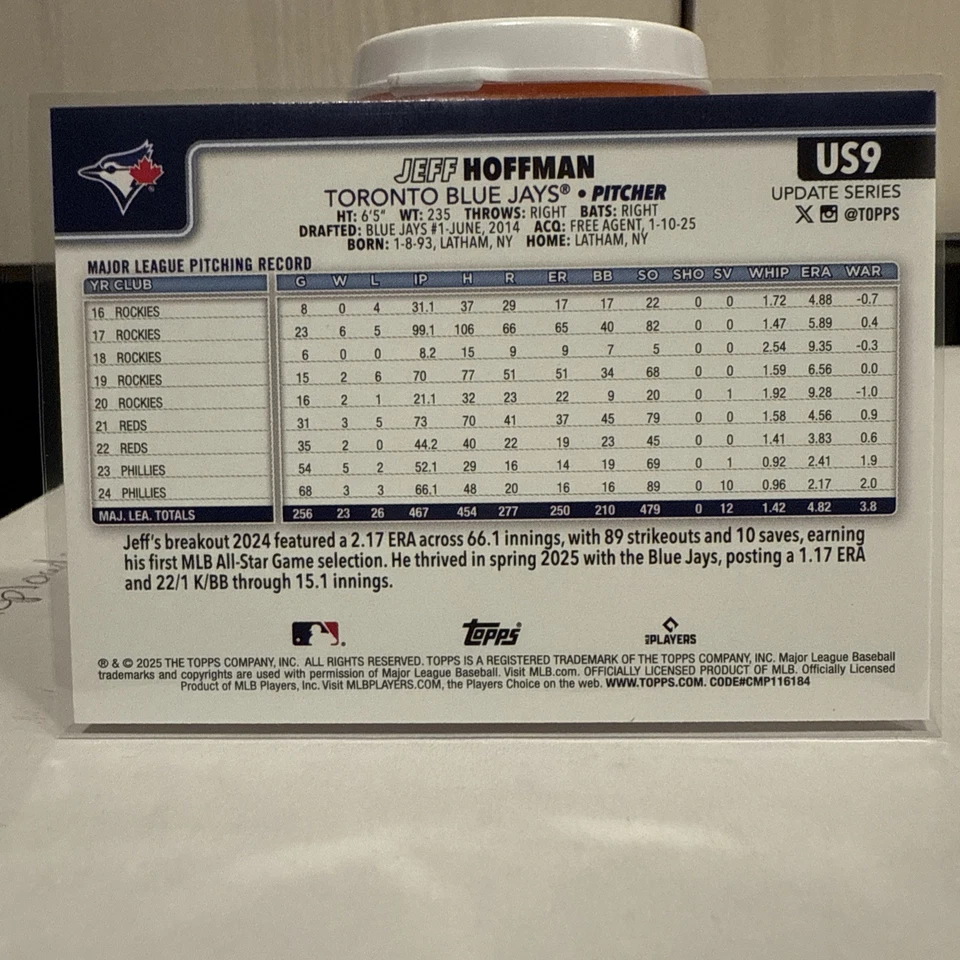 JEFF HOFFMAN
US9
TORONTO BLUE JAYS® • PITCHER
UPDATE SERIES
HT: 6'5" WT: 235 THROWS: RIGHT BATS: RIGHT
@TOPPS
DRAFTED: BLUE JAYS #1-JUNE, 2014 ACQ: FREE AGENT, 1-10-25
BORN: 1-8-93, LATHAM, NY HOME: LATHAM, NY
MAJOR LEAGUE PITCHING RECORD
YR CLUB G W L IP H R ER BB SO SHO SV WHIP ERA WAR
16 ROCKIES 8 0 4 31.1 37 29 17 17 22 0 0 1.72 4.88 -0.7
17 ROCKIES 23 6 5 99.1 106 66 65 40 82 0 0 1.47 5.89 0.4
18 ROCKIES 6 0 0 8.2 15 9 9 7 5 0 0 2.54 9.35 -0.3
19 ROCKIES 15 2 6 70 77 51 51 34 68 0 0 1.59 6.56 0.0
20 ROCKIES 16 2 1 21.1 32 23 22 9 20 0 1 1.92 9.28 -1.0
21 REDS 31 3 5 73 70 41 37 45 79 0 0 1.58 4.56 0.9
22 REDS 35 2 0 44.2 40 22 19 23 45 0 0 1.41 3.83 0.6
23 PHILLIES 54 5 2 52.1 29 16 14 19 69 0 1 0.92 2.41 1.9
24 PHILLIES 68 3 3 66.1 48 20 16 16 89 0 10 0.96 2.17 2.0
MAJ. LEA. TOTALS 256 23 26 467 454 277 250 210 479 0 12 1.42 4.82 3.8
Jeff's breakout 2024 featured a 2.17 ERA across 66.1 innings, with 89 strikeouts and 10 saves, earning
his first MLB All-Star Game selection. He thrived in spring 2025 with the Blue Jays, posting a 1.17 ERA
and 22/1 K/BB through 15.1 innings.
Topps
PLAYERS
® & © 2025 THE TOPPS COMPANY, INC. ALL RIGHTS RESERVED. TOPPS IS A REGISTERED TRADEMARK OF THE TOPPS COMPANY, INC. Major League Baseball
trademarks and copyrights are used with permission of Major League Baseball. Visit MLB.com. OFFICIALLY LICENSED PRODUCT OF MLB. Officially Licensed
Product of MLB Players, Inc. Visit MLBPLAYERS.COM, the Players Choice on the web. WWW.TOPPS.COM. CODE#CMP116184